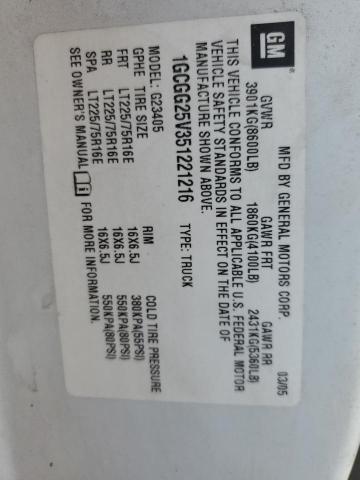 GM
MFD BY GENERAL MOTORS CORP. 03/05
GVWR GAWR FRT GAWR RR
3901KG(8600LB) 1860KG(4100LB) 2431KG(5360LB)
THIS VEHICLE CONFORMS TO ALL APPLICABLE U.S. FEDERAL MOTOR
VEHICLE SAFETY STANDARDS IN EFFECT ON THE DATE OF
MANUFACTURE SHOWN ABOVE.
1GCGG25V351221216 TYPE: TRUCK
MODEL: G23405
GPHE TIRE SIZE RIM COLD TIRE PRESSURE
FRT LT225/75R16E 16X6.5J 380KPA(55PSI)
RR LT225/75R16E 16X6.5J 550KPA(80PSI)
SPA LT225/75R16E 16X6.5J 550KPA(80PSI)
SEE OWNER'S MANUAL FOR MORE INFORMATION.